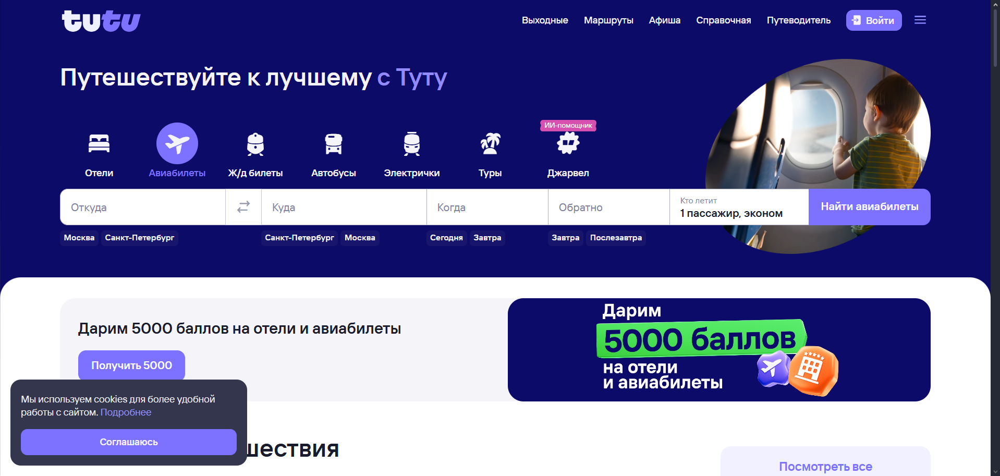 tutu
Выходные
Маршруты
Афиша
Справочная
Путеводитель
Войти
Путешествуйте к лучшему с Туту
ИИ-помощник
Отели
Авиабилеты
Ж/д билеты
Автобусы
Электрички
Туры
Джарвел
Откуда
Куда
Когда
Обратно
Кто летит
1 пассажир, эконом
Найти авиабилеты
Москва
Санкт-Петербург
Санкт-Петербург
Москва
Сегодня
Завтра
Завтра
Послезавтра
Дарим 5000 баллов на отели и авиабилеты
Получить 5000
Дарим
5000 баллов
на отели
и авиабилеты
Мы используем cookies для более удобной
работы с сайтом. Подробнее
Соглашаюсь
шествия
Посмотреть все